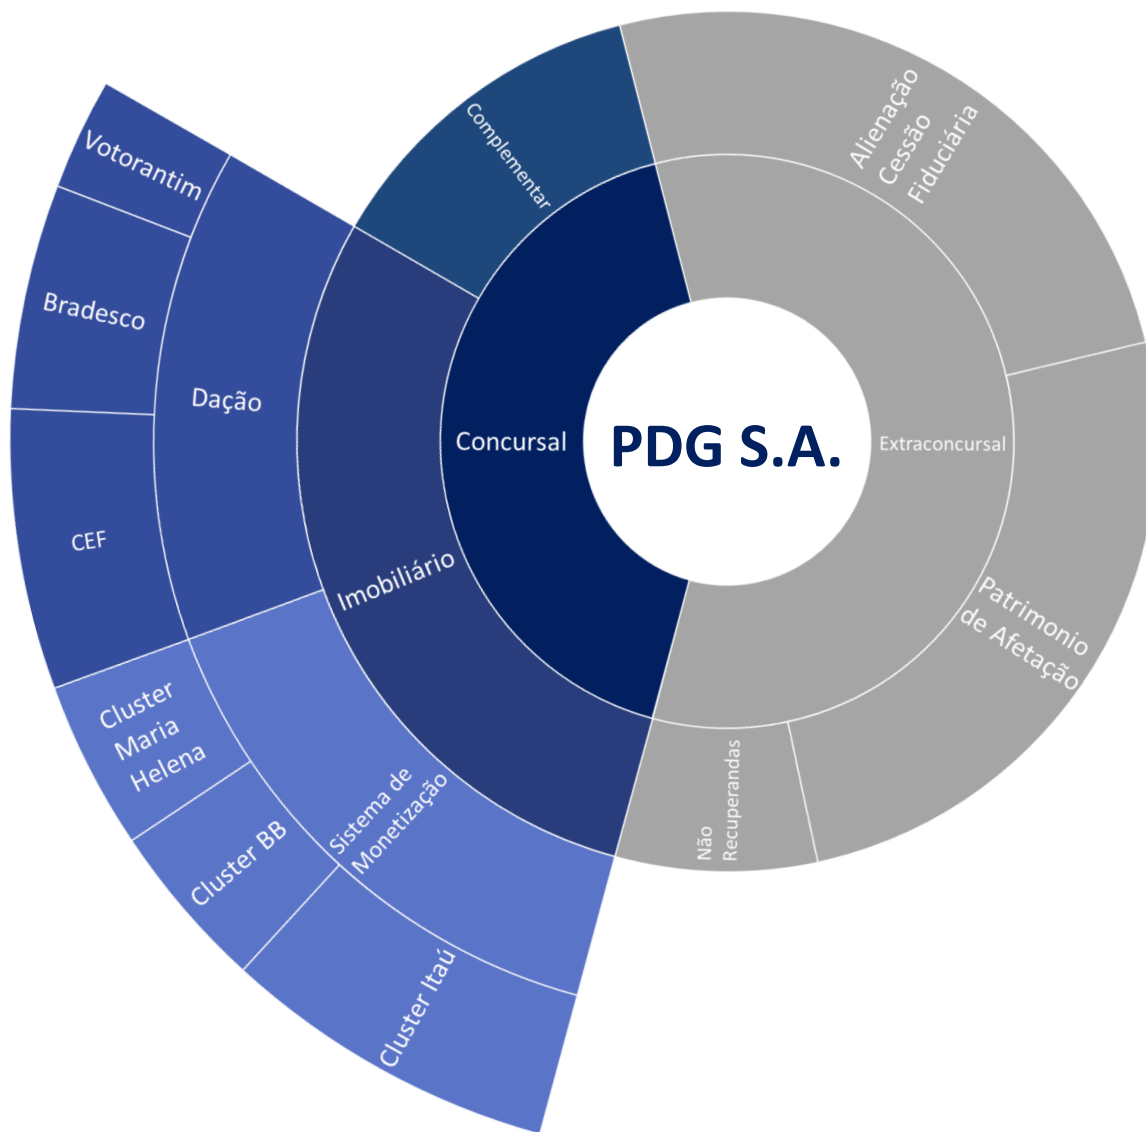 PDG S.A.
Concursal
Extraconcursal
Complementar
Imobiliário
Alienação
Cessão
Fiduciária
Patrimonio
de Afetação
Não
Recuperandas
Dação
Sistema de
Monetização
Votorantim
Bradesco
CEF
Cluster
Maria
Helena
Cluster BB
Cluster Itaú